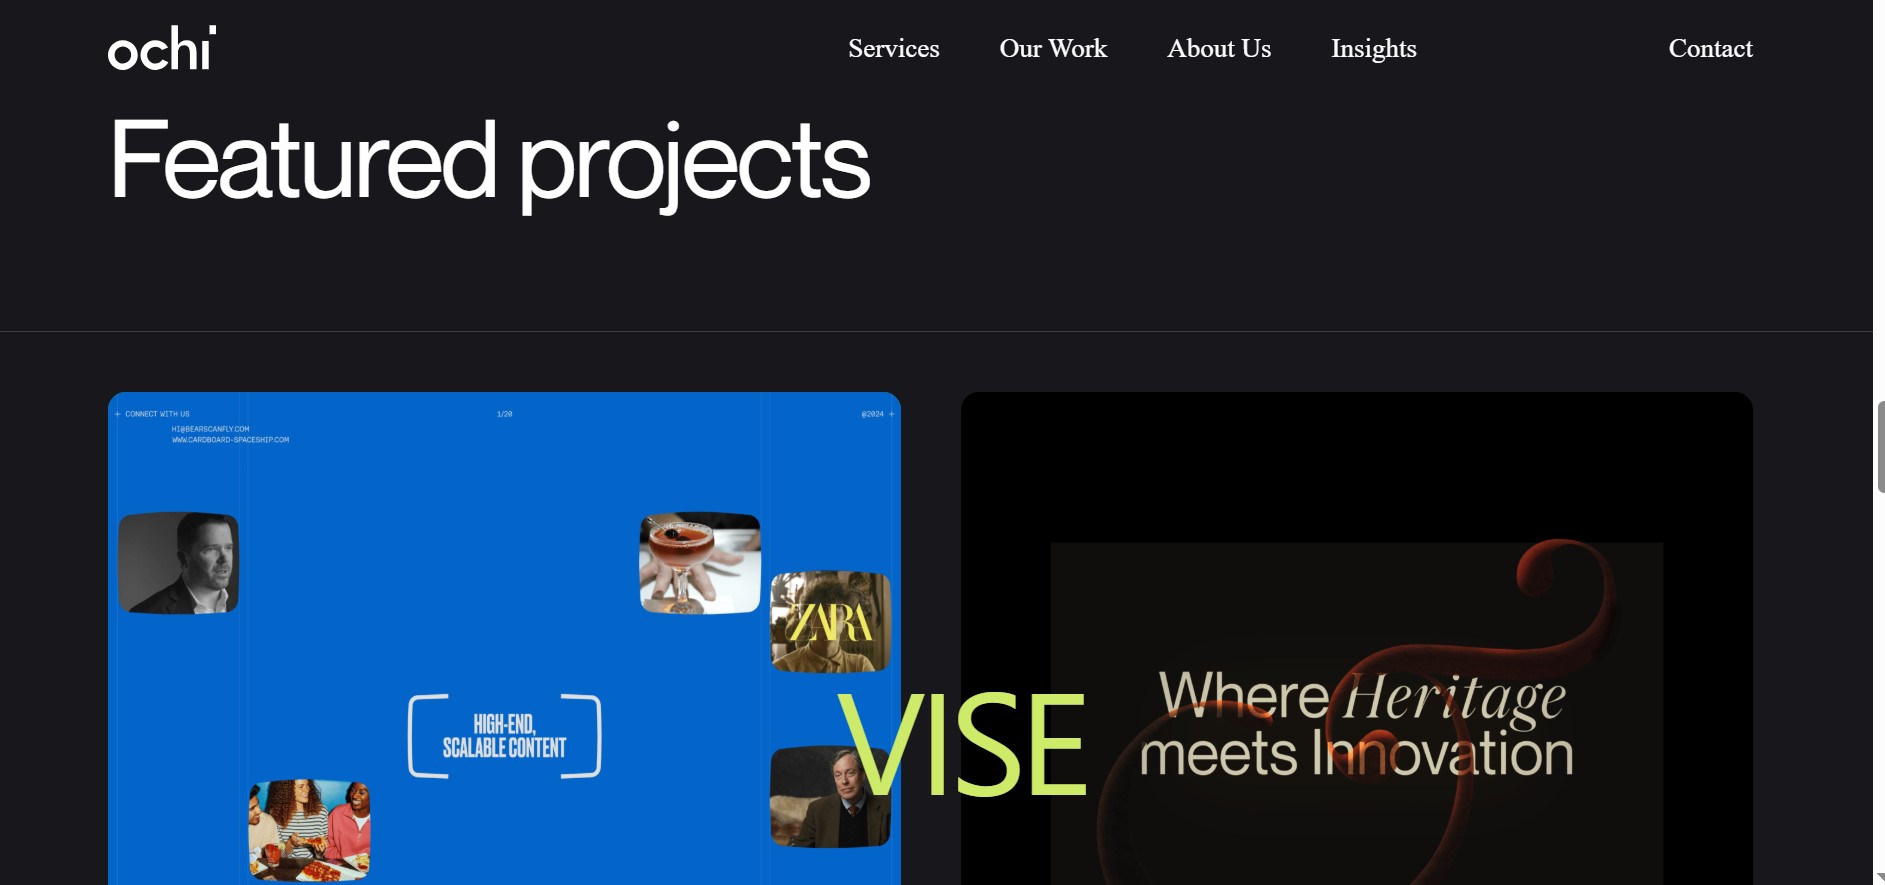 ochi
Services
Our Work
About Us
Insights
Contact
Featured projects
+ CONNECT WITH US
HI@BEARSCANFLY.COM
WWW.CARDBOARD-SPACESHIP.COM
1/20
@2024 +
ZARA
HIGH-END,
SCALABLE CONTENT
VISE
Where Heritage
meets Innovation